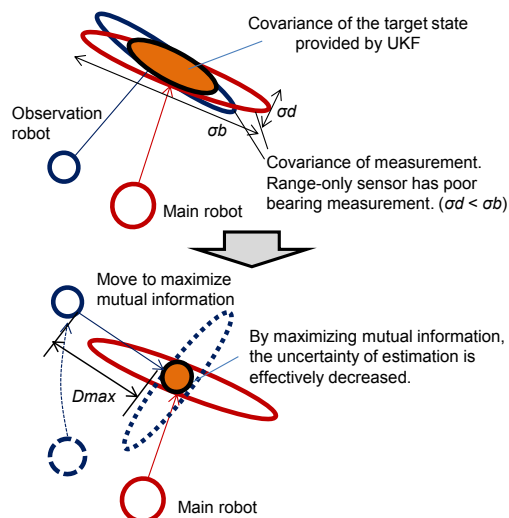 Covariance of the target state
provided by UKF
Observation
robot
σb
σd
Covariance of measurement.
Range-only sensor has poor
bearing measurement. (σd < σb)
Main robot
Move to maximize
mutual information
By maximizing mutual information,
the uncertainty of estimation is
effectively decreased.
Dmax
Main robot